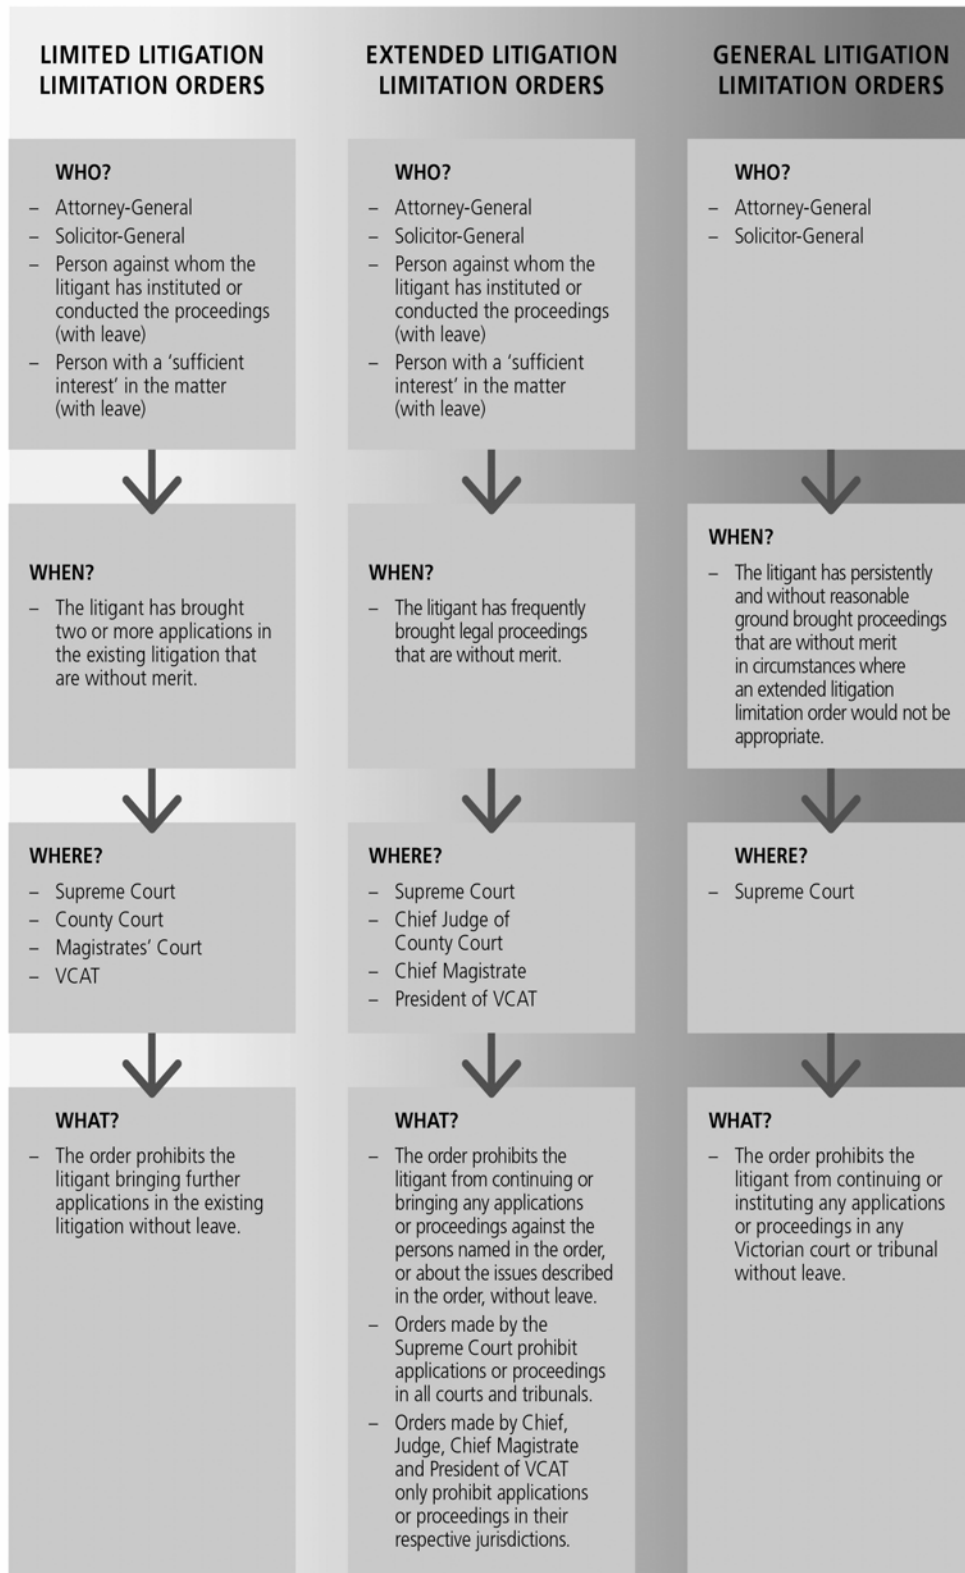 LIMITED LITIGATION
LIMITATION ORDERS
WHO?
– Attorney-General
– Solicitor-General
– Person against whom the
litigant has instituted or
conducted the proceedings
(with leave)
– Person with a ‘sufficient
interest’ in the matter
(with leave)
WHEN?
– The litigant has brought
two or more applications in
the existing litigation that
are without merit.
WHERE?
– Supreme Court
– County Court
– Magistrates’ Court
– VCAT
WHAT?
– The order prohibits the
litigant bringing further
applications in the existing
litigation without leave.
EXTENDED LITIGATION
LIMITATION ORDERS
WHO?
– Attorney-General
– Solicitor-General
– Person against whom the
litigant has instituted or
conducted the proceedings
(with leave)
– Person with a ‘sufficient
interest’ in the matter
(with leave)
WHEN?
– The litigant has frequently
brought legal proceedings
that are without merit.
WHERE?
– Supreme Court
– Chief Judge of
County Court
– Chief Magistrate
– President of VCAT
WHAT?
– The order prohibits the
litigant from continuing or
bringing any applications
or proceedings against the
persons named in the order,
or about the issues described
in the order, without leave.
– Orders made by the
Supreme Court prohibit
applications or proceedings
in all courts and tribunals.
– Orders made by Chief,
Judge, Chief Magistrate
and President of VCAT
only prohibit applications
or proceedings in their
respective jurisdictions.
GENERAL LITIGATION
LIMITATION ORDERS
WHO?
– Attorney-General
– Solicitor-General
WHEN?
– The litigant has persistently
and without reasonable
ground brought proceedings
that are without merit
in circumstances where
an extended litigation
limitation order would not be
appropriate.
WHERE?
– Supreme Court
WHAT?
– The order prohibits the
litigant from continuing or
instituting any applications
or proceedings in any
Victorian court or tribunal
without leave.